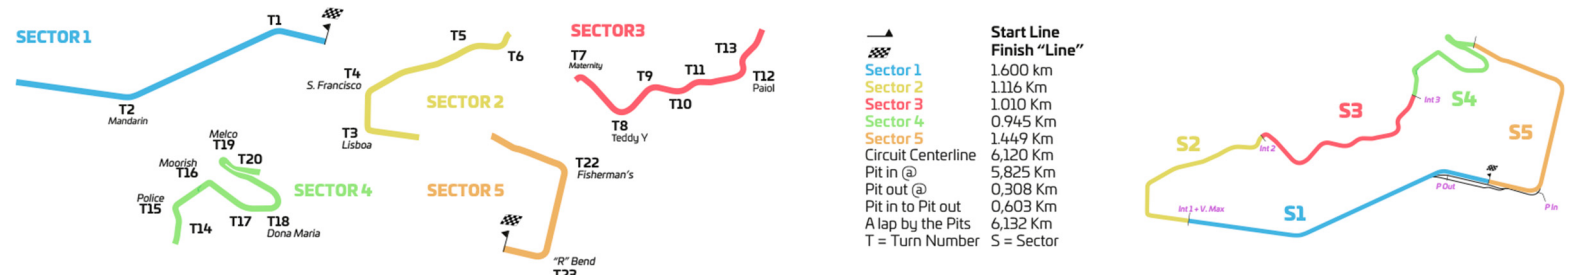 SECTOR 1
T1
T2
Mandarin
T5
T6
T4
S. Francisco
SECTOR 2
T3
Lisboa
SECTOR3
T7
Maternity
T13
T9
T11
T12
Paiol
T10
T8
Teddy Y
Melco
T19
T20
Moorish
T16
SECTOR 4
Police
T15
T14
T17
T18
Dona Maria
SECTOR 5
T22
Fisherman's
"R" Bend
T23
Start Line
Finish "Line"
Sector 1 1.600 km
Sector 2 1.116 Km
Sector 3 1.010 Km
Sector 4 0.945 Km
Sector 5 1.449 Km
Circuit Centerline 6,120 Km
Pit in @ 5,825 Km
Pit out @ 0,308 Km
Pit in to Pit out 0,603 Km
A lap by the Pits 6,132 Km
T = Turn Number S = Sector
S4
Int 3
S3
S5
S2
Int 2
P Out
P In
Int 1 + V. Max
S1